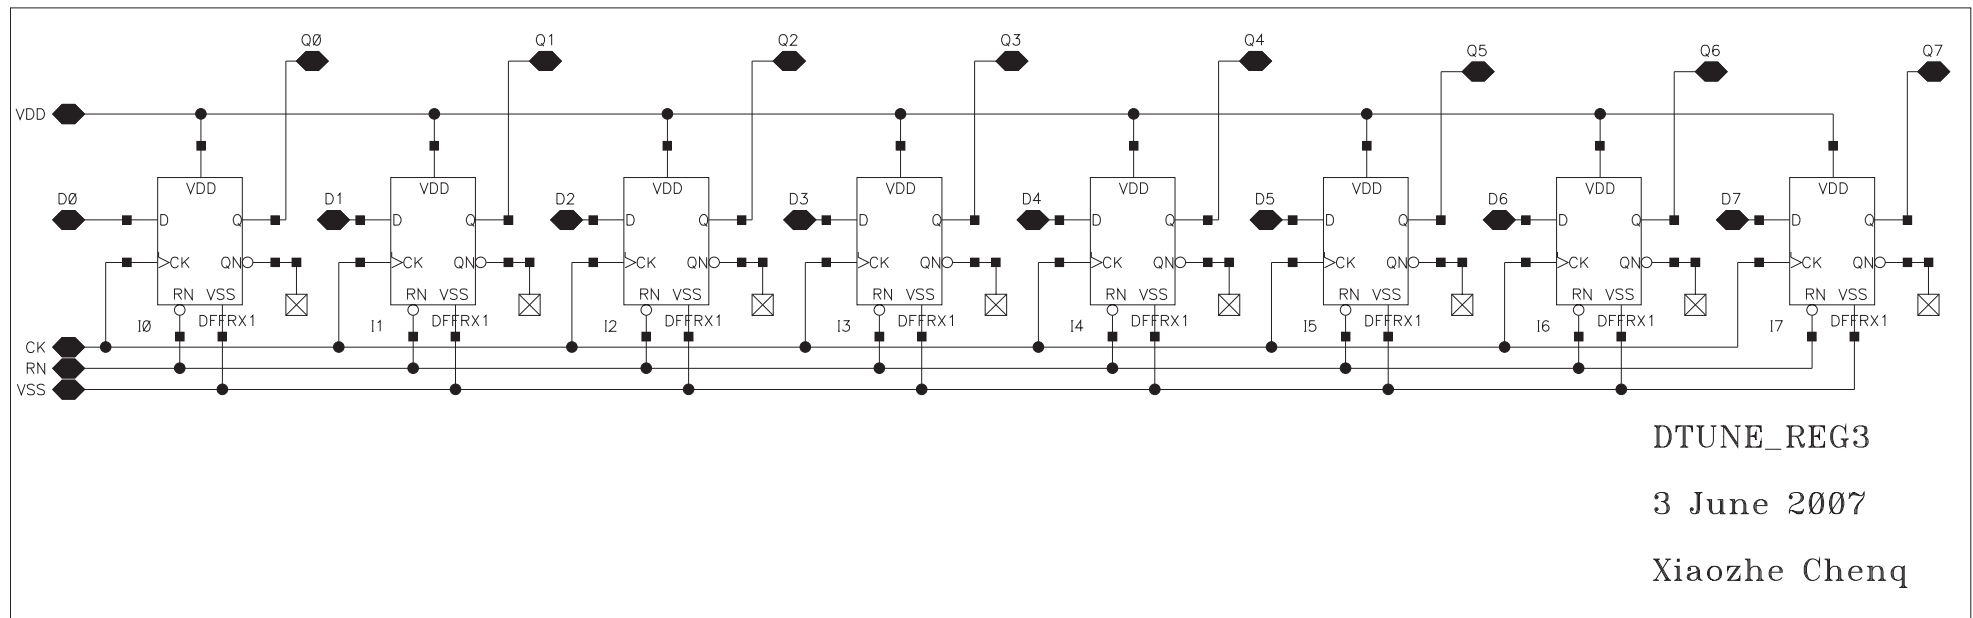 QØ Q1 Q2 Q3 Q4 Q5 Q6 Q7
VDD
VDD VDD VDD VDD VDD VDD VDD VDD
DØ D Q D1 D Q D2 D Q D3 D Q D4 D Q D5 D Q D6 D Q D7 D Q
CK QN CK QN CK QN CK QN CK QN CK QN CK QN CK QN
RN VSS RN VSS RN VSS RN VSS RN VSS RN VSS RN VSS RN VSS
IØ DFFRX1 I1 DFFRX1 I2 DFFRX1 I3 DFFRX1 I4 DFFRX1 I5 DFFRX1 I6 DFFRX1 I7 DFFRX1
CK
RN
VSS
DTUNE_REG3
3 June 2ØØ7
Xiaozhe Chenq